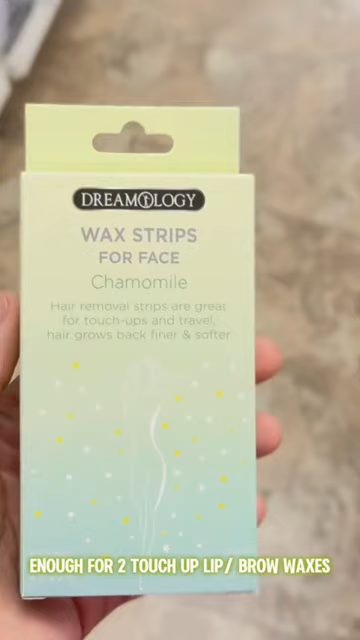 DREAMOLOGY
WAX STRIPS
FOR FACE
Chamomile
Hair removal strips are great
for touch-ups and travel,
hair grows back finer & softer
ENOUGH FOR 2 TOUCH UP LIP/ BROW WAXES